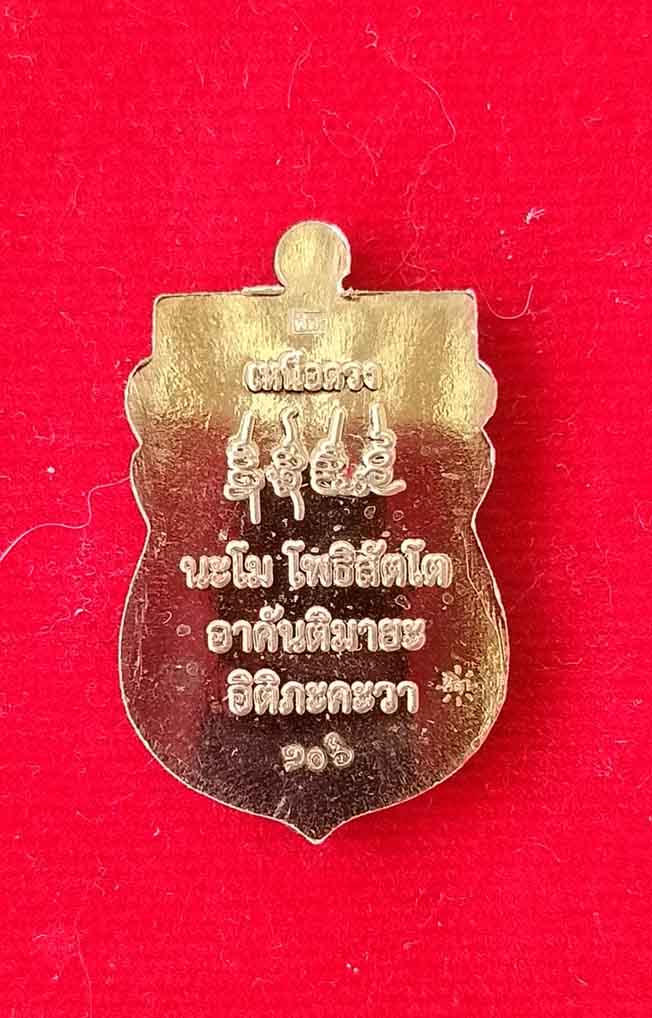 เหนือดวง
นะโม โพธิสัตโต
อาคันติมายะ
อิติภะคะวา
๒๐๖